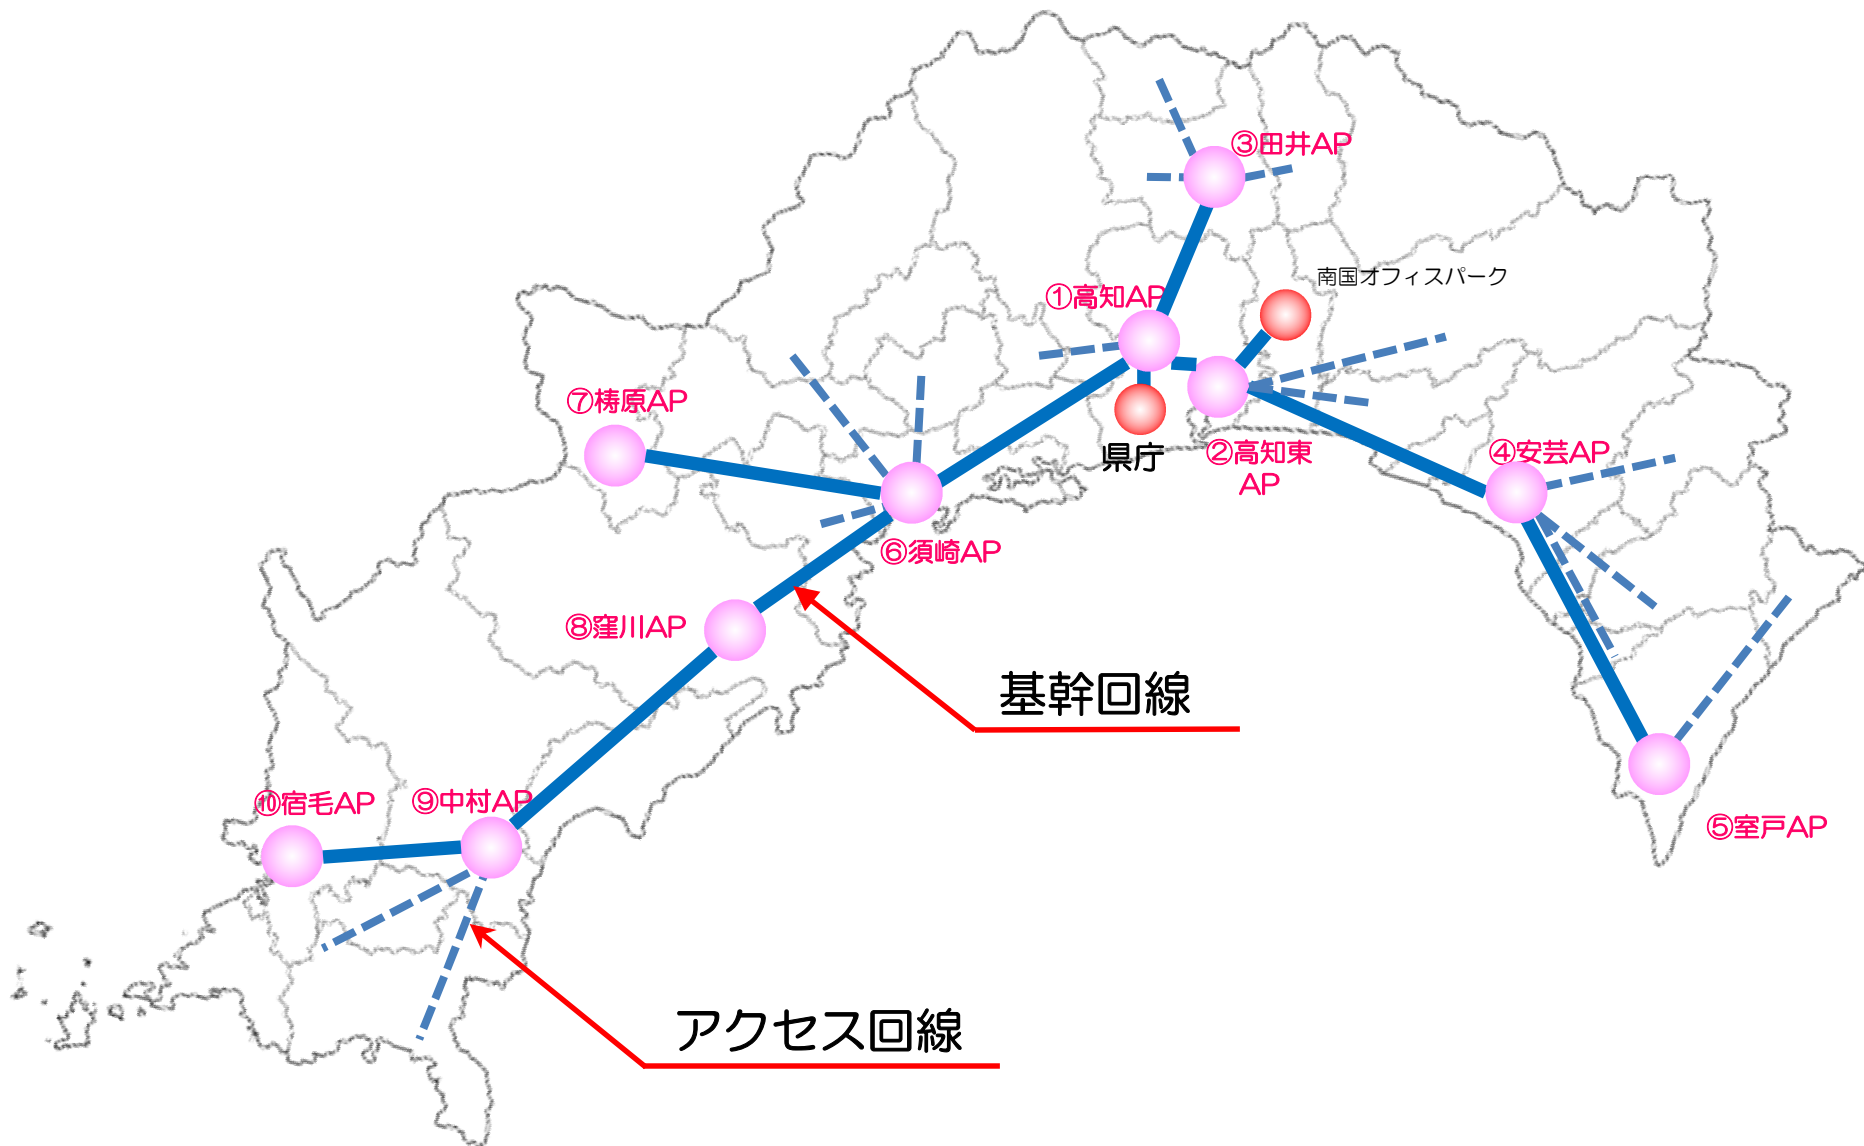 ③田井AP
南国オフィスパーク
①高知AP
⑦梼原AP
県庁
②高知東
AP
④安芸AP
⑥須崎AP
⑧窪川AP
基幹回線
⑩宿毛AP
⑨中村AP
⑤室戸AP
アクセス回線